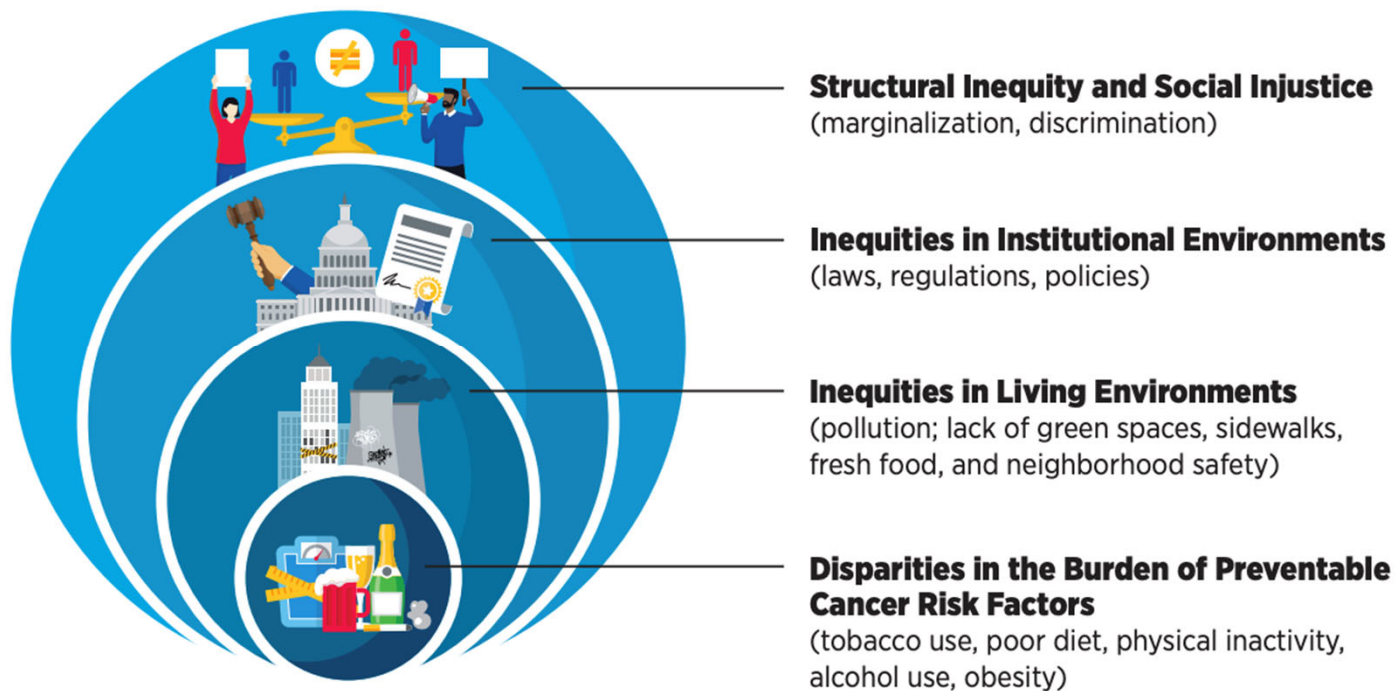 Structural Inequity and Social Injustice
(marginalization, discrimination)
Inequities in Institutional Environments
(laws, regulations, policies)
Inequities in Living Environments
(pollution; lack of green spaces, sidewalks,
fresh food, and neighborhood safety)
Disparities in the Burden of Preventable
Cancer Risk Factors
(tobacco use, poor diet, physical inactivity,
alcohol use, obesity)